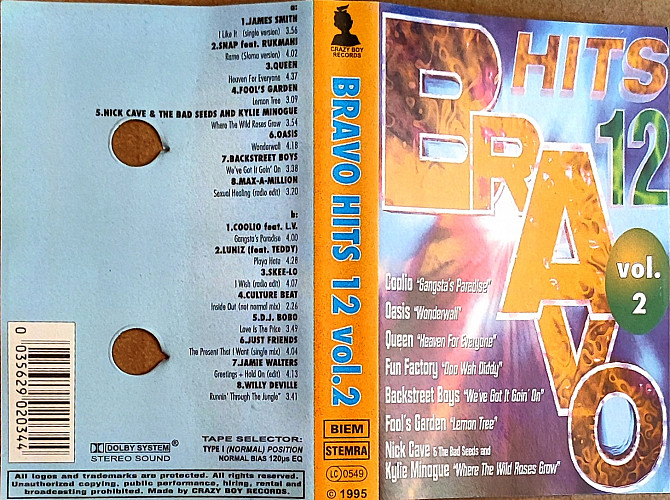 a:
1.JAMES SMITH
I Like It (single version) 3.56
2.SNAP feat. RUKMANI
Rame (Slomo version) 4.02
3.QUEEN
Heaven For Everyone 4.37
4.FOOL'S GARDEN
Lemon Tree 3.09
5.NICK CAVE & THE BAD SEEDS AND KYLIE MINOGUE
Where The Wild Roses Grow 3.54
6.OASIS
Wonderwall 4.18
7.BACKSTREET BOYS
We've Got It Goin' On 3.38
8.MAX-A-MILLION
Sexual Healing (radio edit) 3.20
b:
1.COOLIO feat. L.V.
Gangsta's Paradise 4.00
2.LUNIZ (feat. TEDDY)
Playa Hata 4.28
3.SKEE-LO
I Wish (radio edit) 4.07
4.CULTURE BEAT
Inside Out (not normal mix) 2.26
5.D.J. BOBO
Love Is The Price 3.49
6.JUST FRIENDS
The Present That I Want (single mix) 4.04
7.JAMIE WALTERS
Greetings + Hold On (edit) 4.13
8.WILLY DEVILLE
Runnin' Through The Jungle" 3.41
0 035629 020344
DOLBY SYSTEM®
STEREO SOUND
TAPE SELECTOR:
TYPE I (NORMAL) POSITION
NORMAL BIAS 120µs EQ
All logos and trademarks are protected. All rights reserved.
Unauthorized copying, public performance, hiring, rental and
broadcasting prohibited. Made by CRAZY BOY RECORDS.
CRAZY BOY
RECORDS
BRAVO HITS 12 vol.2
BIEM
STEMRA
LC 0549
© 1995
BRAVO
HITS
12
vol.
2
Coolio "Gangsta's Paradise"
Oasis "Wonderwall"
Queen "Heaven For Everyone"
Fun Factory "Doo Wah Diddy"
Backstreet Boys "We've Got It Goin' On"
Fool's Garden "Lemon Tree"
Nick Cave & The Bad Seeds and
Kylie Minogue "Where The Wild Roses Grow"